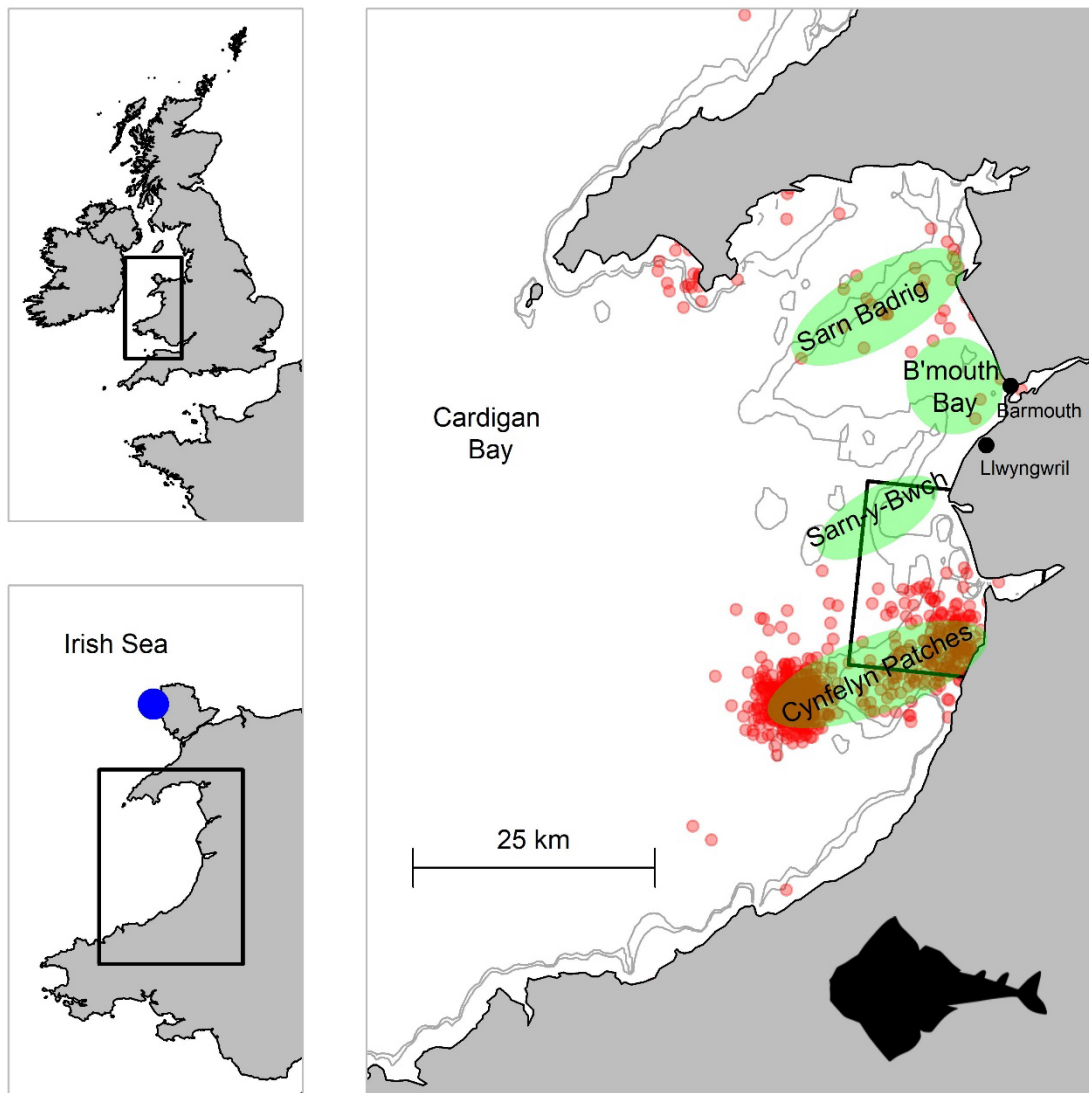 Irish Sea
Sarn Badrig
B'mouth
Bay
Barmouth
Cardigan
Bay
Llwyngwril
Sarn-y-Bwch
Cynfelyn Patches
25 km